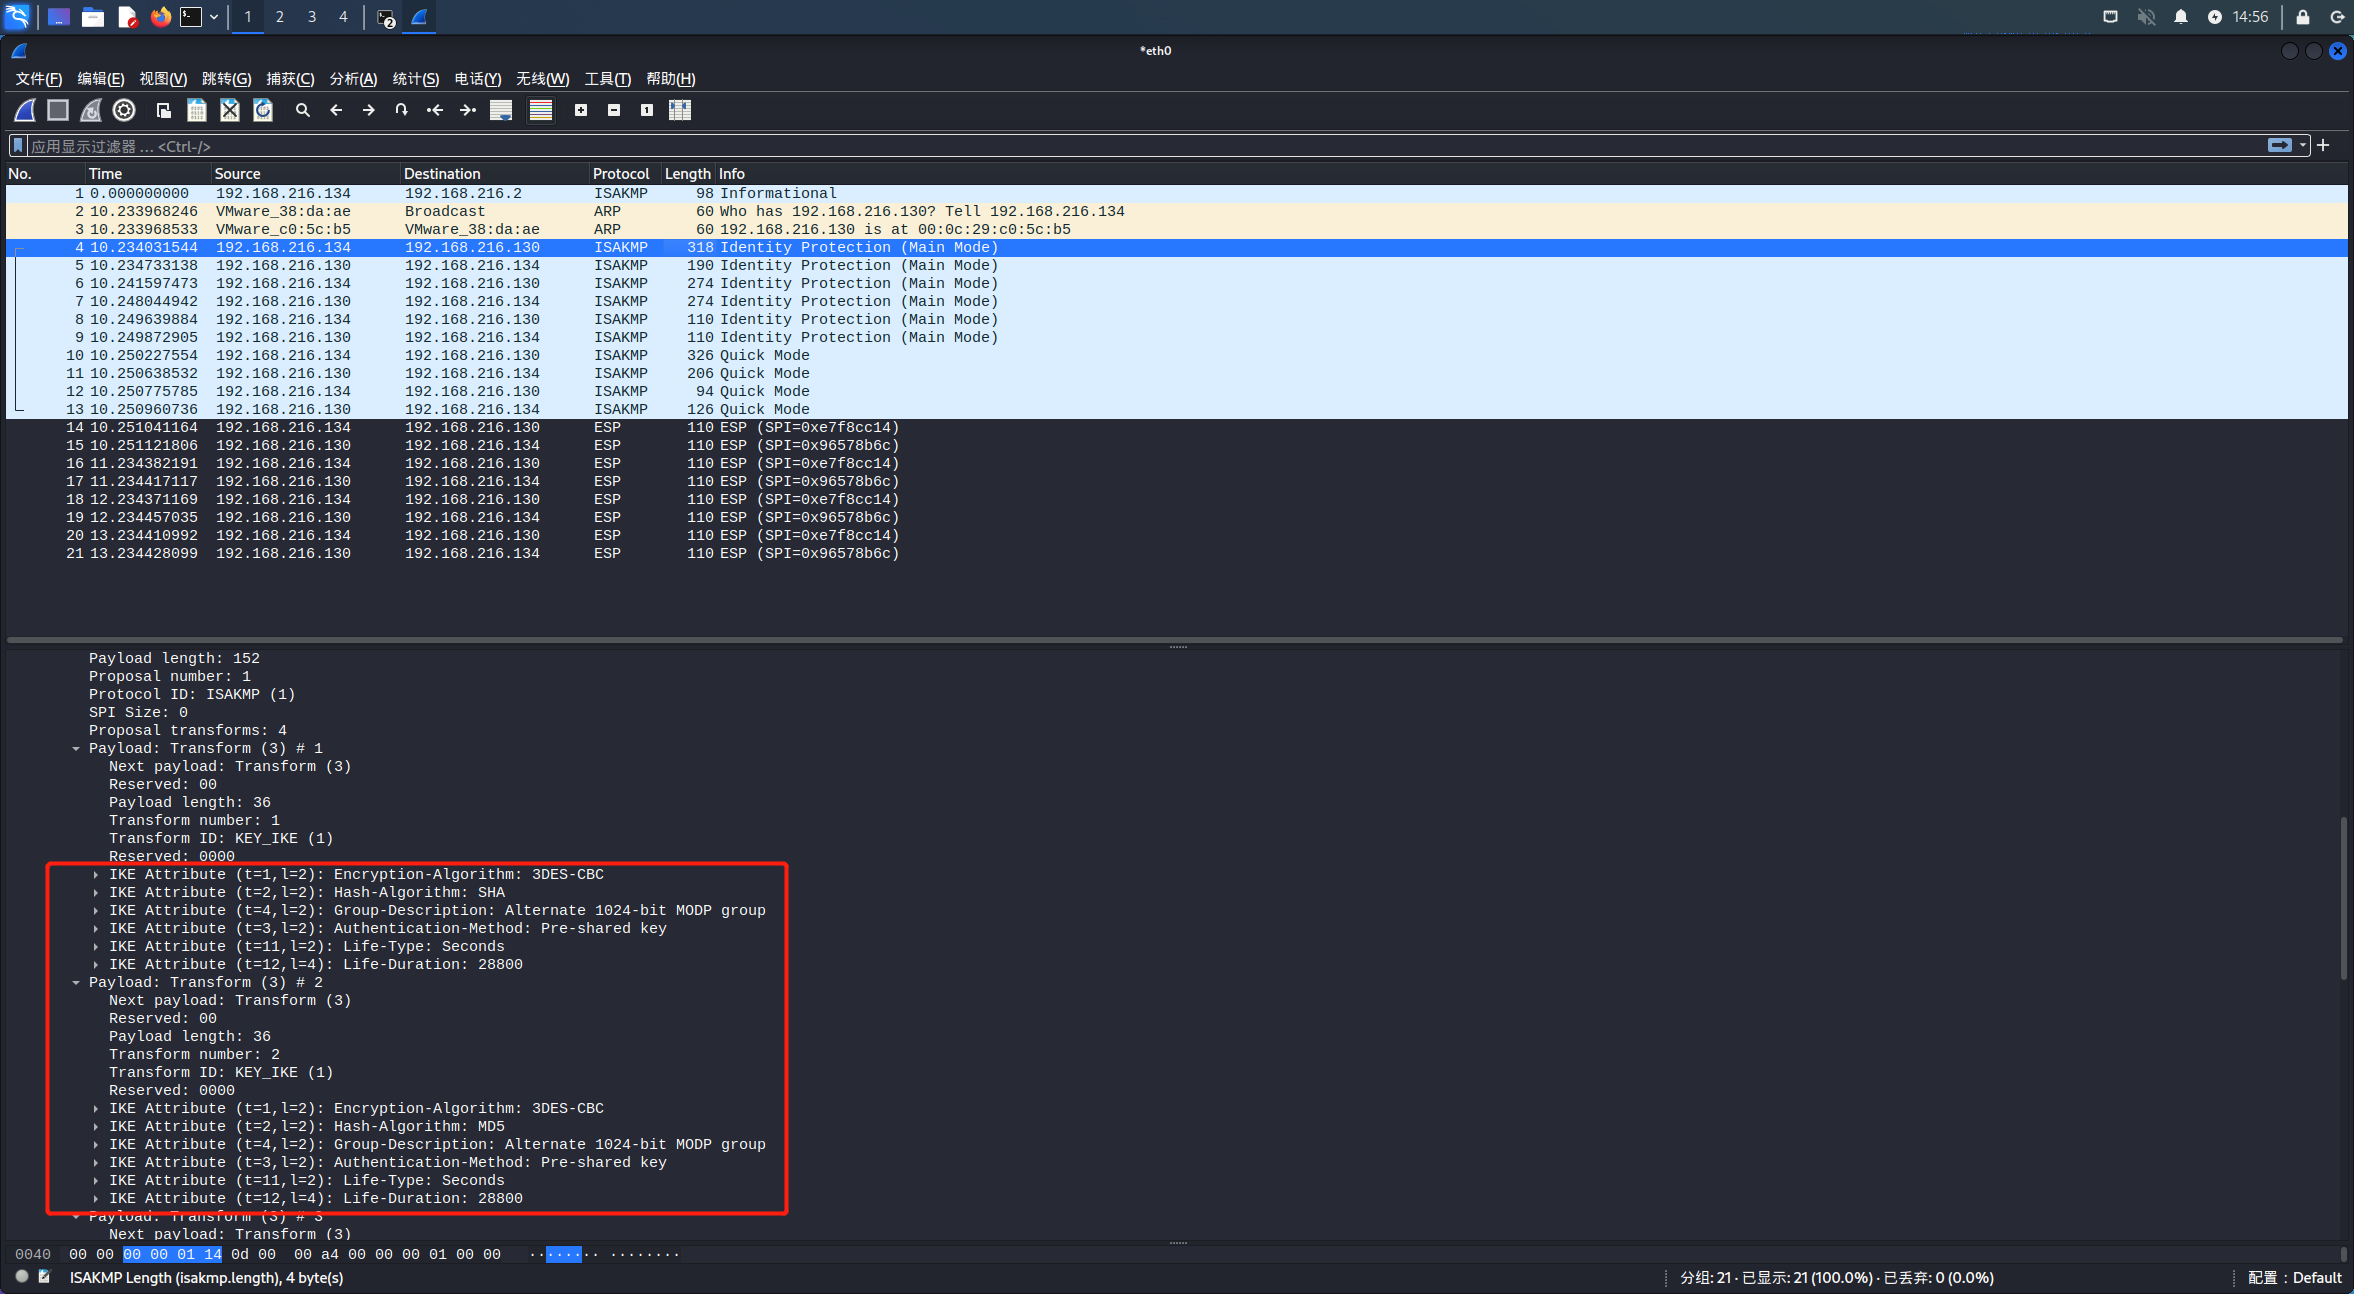 1 2 3 4 2 14:56
*eth0
文件(F) 编辑(E) 视图(V) 跳转(G) 捕获(C) 分析(A) 统计(S) 电话(Y) 无线(W) 工具(T) 帮助(H)
应用显示过滤器 … <Ctrl-/>
No. Time Source Destination Protocol Length Info
1 0.000000000 192.168.216.134 192.168.216.2 ISAKMP 98 Informational
2 10.233968246 VMware_38:da:ae Broadcast ARP 60 Who has 192.168.216.130? Tell 192.168.216.134
3 10.233968533 VMware_c0:5c:b5 VMware_38:da:ae ARP 60 192.168.216.130 is at 00:0c:29:c0:5c:b5
4 10.234031544 192.168.216.134 192.168.216.130 ISAKMP 318 Identity Protection (Main Mode)
5 10.234733138 192.168.216.130 192.168.216.134 ISAKMP 190 Identity Protection (Main Mode)
6 10.241597473 192.168.216.134 192.168.216.130 ISAKMP 274 Identity Protection (Main Mode)
7 10.248044942 192.168.216.130 192.168.216.134 ISAKMP 274 Identity Protection (Main Mode)
8 10.249639884 192.168.216.134 192.168.216.130 ISAKMP 110 Identity Protection (Main Mode)
9 10.249872905 192.168.216.130 192.168.216.134 ISAKMP 110 Identity Protection (Main Mode)
10 10.250227554 192.168.216.134 192.168.216.130 ISAKMP 326 Quick Mode
11 10.250638532 192.168.216.130 192.168.216.134 ISAKMP 206 Quick Mode
12 10.250775785 192.168.216.134 192.168.216.130 ISAKMP 94 Quick Mode
13 10.250960736 192.168.216.130 192.168.216.134 ISAKMP 126 Quick Mode
14 10.251041164 192.168.216.134 192.168.216.130 ESP 110 ESP (SPI=0xe7f8cc14)
15 10.251121806 192.168.216.130 192.168.216.134 ESP 110 ESP (SPI=0x96578b6c)
16 11.234382191 192.168.216.134 192.168.216.130 ESP 110 ESP (SPI=0xe7f8cc14)
17 11.234417117 192.168.216.130 192.168.216.134 ESP 110 ESP (SPI=0x96578b6c)
18 12.234371169 192.168.216.134 192.168.216.130 ESP 110 ESP (SPI=0xe7f8cc14)
19 12.234457035 192.168.216.130 192.168.216.134 ESP 110 ESP (SPI=0x96578b6c)
20 13.234410992 192.168.216.134 192.168.216.130 ESP 110 ESP (SPI=0xe7f8cc14)
21 13.234428099 192.168.216.130 192.168.216.134 ESP 110 ESP (SPI=0x96578b6c)
Payload length: 152
Proposal number: 1
Protocol ID: ISAKMP (1)
SPI Size: 0
Proposal transforms: 4
Payload: Transform (3) # 1
Next payload: Transform (3)
Reserved: 00
Payload length: 36
Transform number: 1
Transform ID: KEY_IKE (1)
Reserved: 0000
IKE Attribute (t=1,l=2): Encryption-Algorithm: 3DES-CBC
IKE Attribute (t=2,l=2): Hash-Algorithm: SHA
IKE Attribute (t=4,l=2): Group-Description: Alternate 1024-bit MODP group
IKE Attribute (t=3,l=2): Authentication-Method: Pre-shared key
IKE Attribute (t=11,l=2): Life-Type: Seconds
IKE Attribute (t=12,l=4): Life-Duration: 28800
Payload: Transform (3) # 2
Next payload: Transform (3)
Reserved: 00
Payload length: 36
Transform number: 2
Transform ID: KEY_IKE (1)
Reserved: 0000
IKE Attribute (t=1,l=2): Encryption-Algorithm: 3DES-CBC
IKE Attribute (t=2,l=2): Hash-Algorithm: MD5
IKE Attribute (t=4,l=2): Group-Description: Alternate 1024-bit MODP group
IKE Attribute (t=3,l=2): Authentication-Method: Pre-shared key
IKE Attribute (t=11,l=2): Life-Type: Seconds
IKE Attribute (t=12,l=4): Life-Duration: 28800
Payload: Transform (3) # 3
Next payload: Transform (3)
0040 00 00 00 00 01 14 0d 00 00 a4 00 00 00 01 00 00 ········ ········
ISAKMP Length (isakmp.length), 4 byte(s) 分组: 21 · 已显示: 21 (100.0%) · 已丢弃: 0 (0.0%) 配置：Default